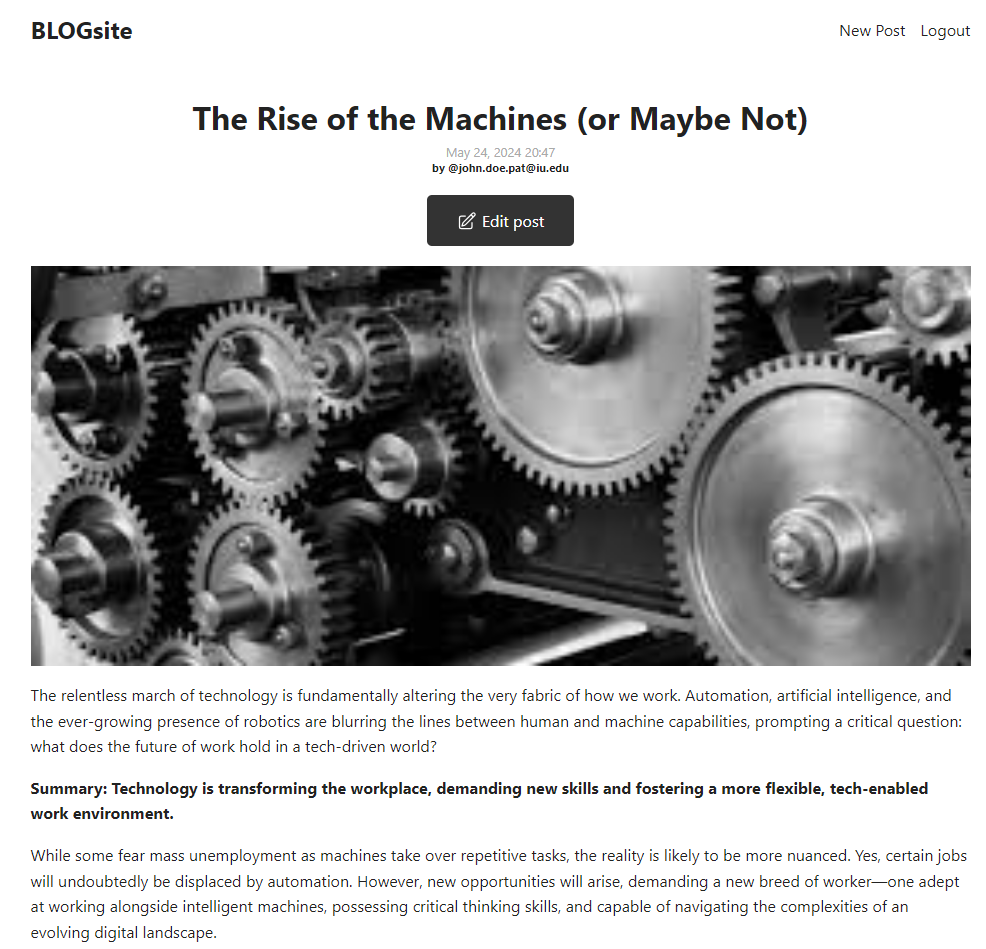 BLOGsite
New Post Logout
The Rise of the Machines (or Maybe Not)
May 24, 2024 20:47
by @john.doe.pat@iu.edu
Edit post
The relentless march of technology is fundamentally altering the very fabric of how we work. Automation, artificial intelligence, and
the ever-growing presence of robotics are blurring the lines between human and machine capabilities, prompting a critical question:
what does the future of work hold in a tech-driven world?
Summary: Technology is transforming the workplace, demanding new skills and fostering a more flexible, tech-enabled
work environment.
While some fear mass unemployment as machines take over repetitive tasks, the reality is likely to be more nuanced. Yes, certain jobs
will undoubtedly be displaced by automation. However, new opportunities will arise, demanding a new breed of worker—one adept
at working alongside intelligent machines, possessing critical thinking skills, and capable of navigating the complexities of an
evolving digital landscape.